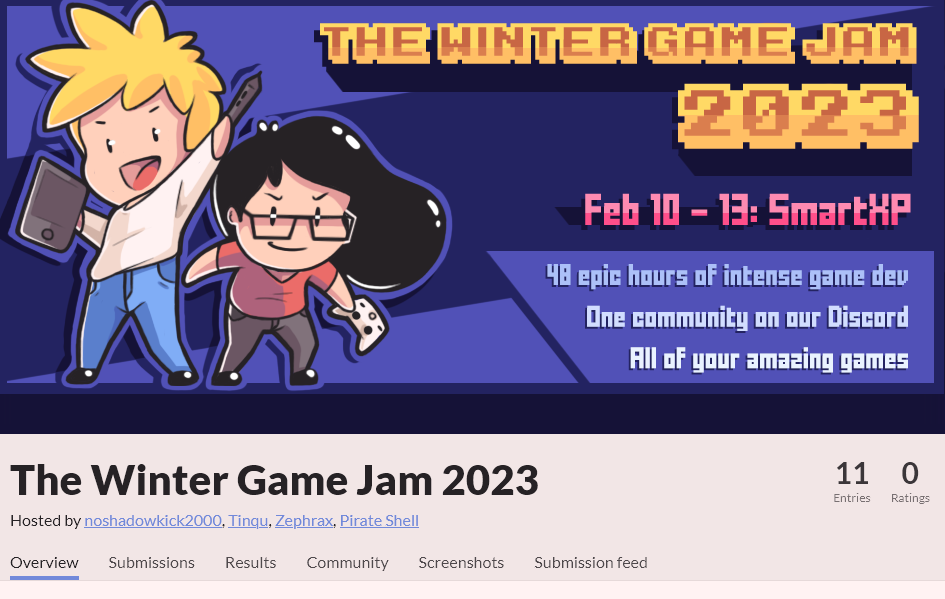 THE WINTER GAME JAM
2023
Feb 10 - 13: SmartXP
48 epic hours of intense game dev
One community on our Discord
All of your amazing games
The Winter Game Jam 2023
11 0
Entries Ratings
Hosted by noshadowkick2000, Tinqu, Zephrax, Pirate Shell
Overview Submissions Results Community Screenshots Submission feed